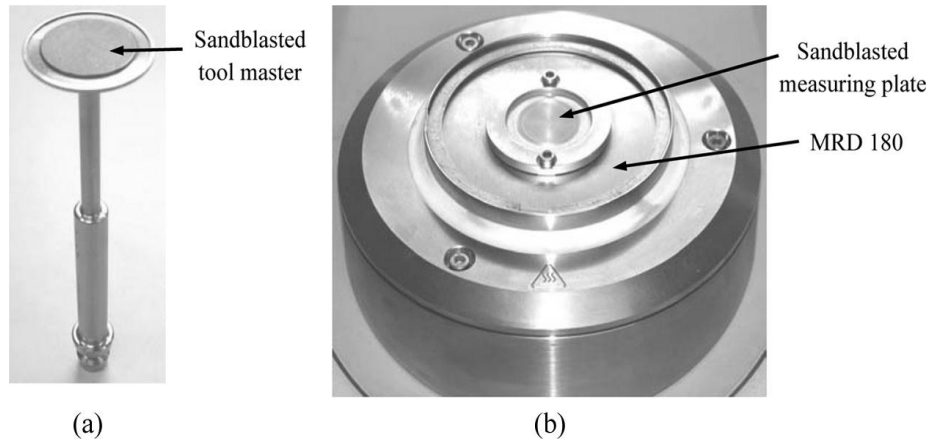 Sandblasted
tool master
Sandblasted
measuring plate
MRD 180
(a)
(b)